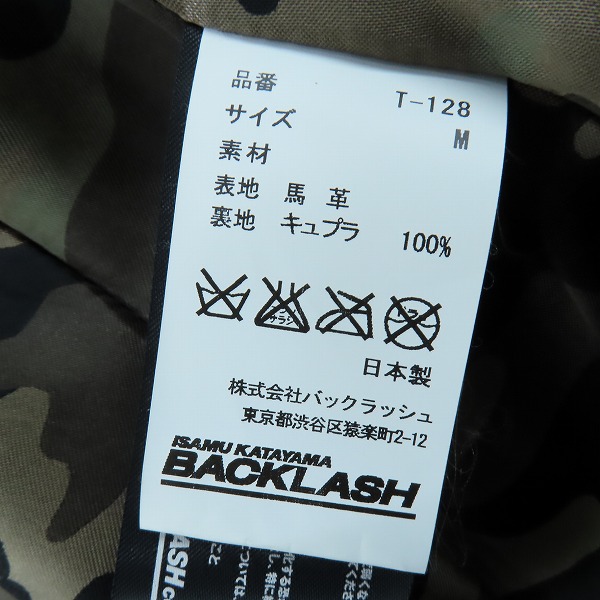 品番 T-128
サイズ M
素材
表地 馬革
裏地 キュプラ 100%
日本製
株式会社バックラッシュ
東京都渋谷区猿楽町2-12
ISAMU KATAYAMA
BACKLASH